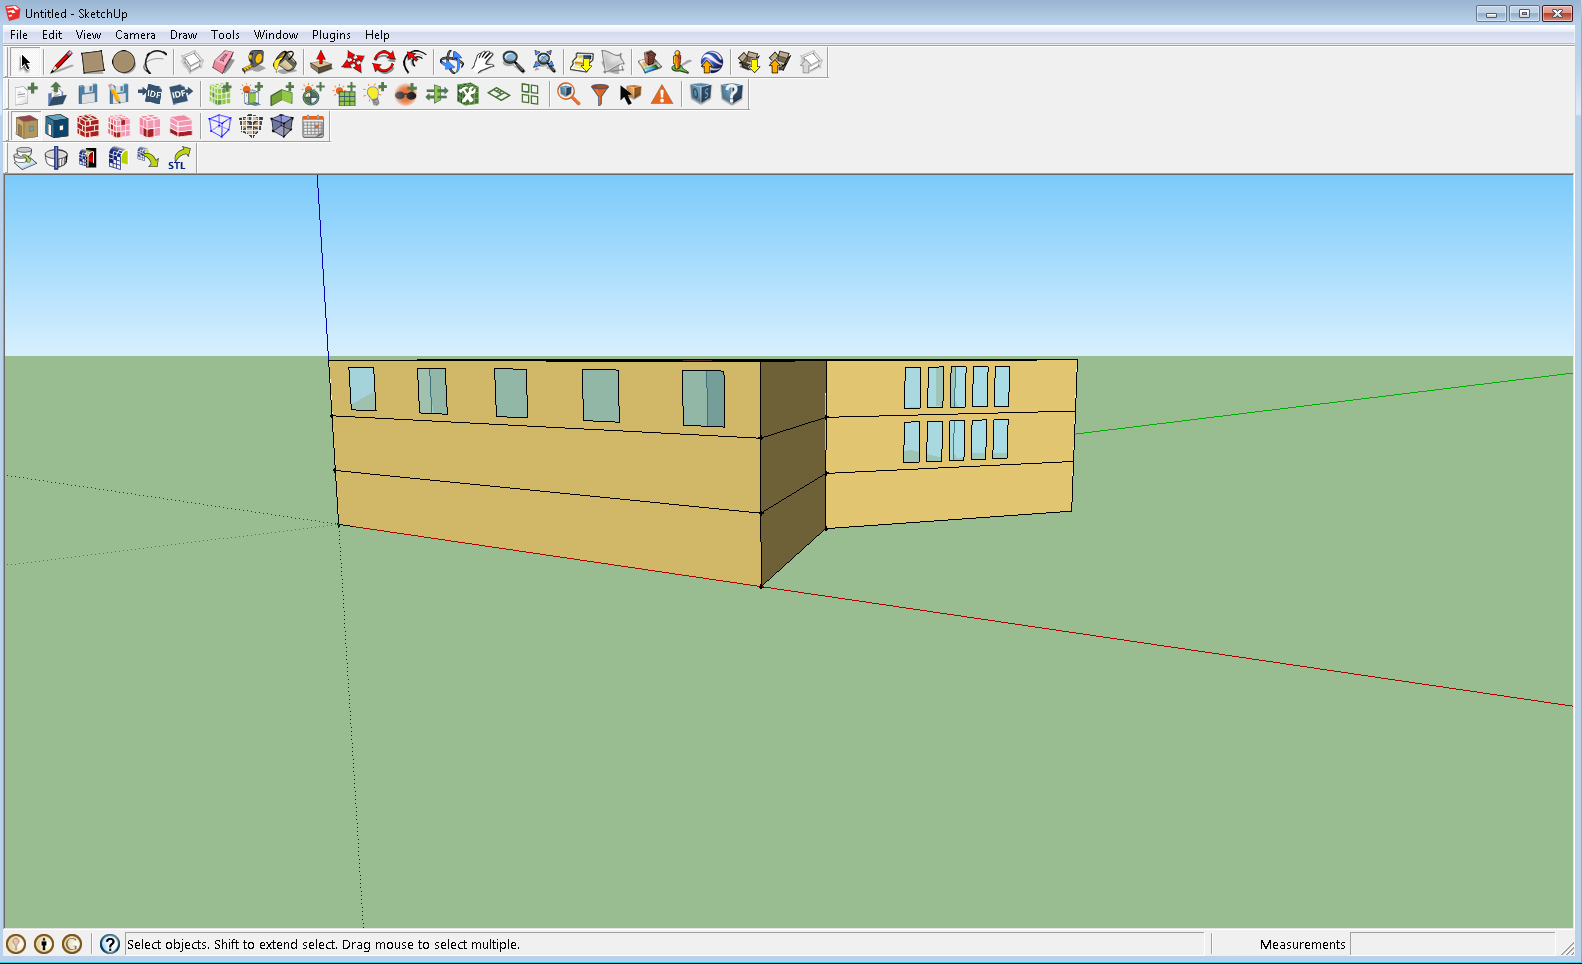 Untitled - SketchUp
File Edit View Camera Draw Tools Window Plugins Help
IDF IDF
OS ?
STL
Select objects. Shift to extend select. Drag mouse to select multiple. Measurements